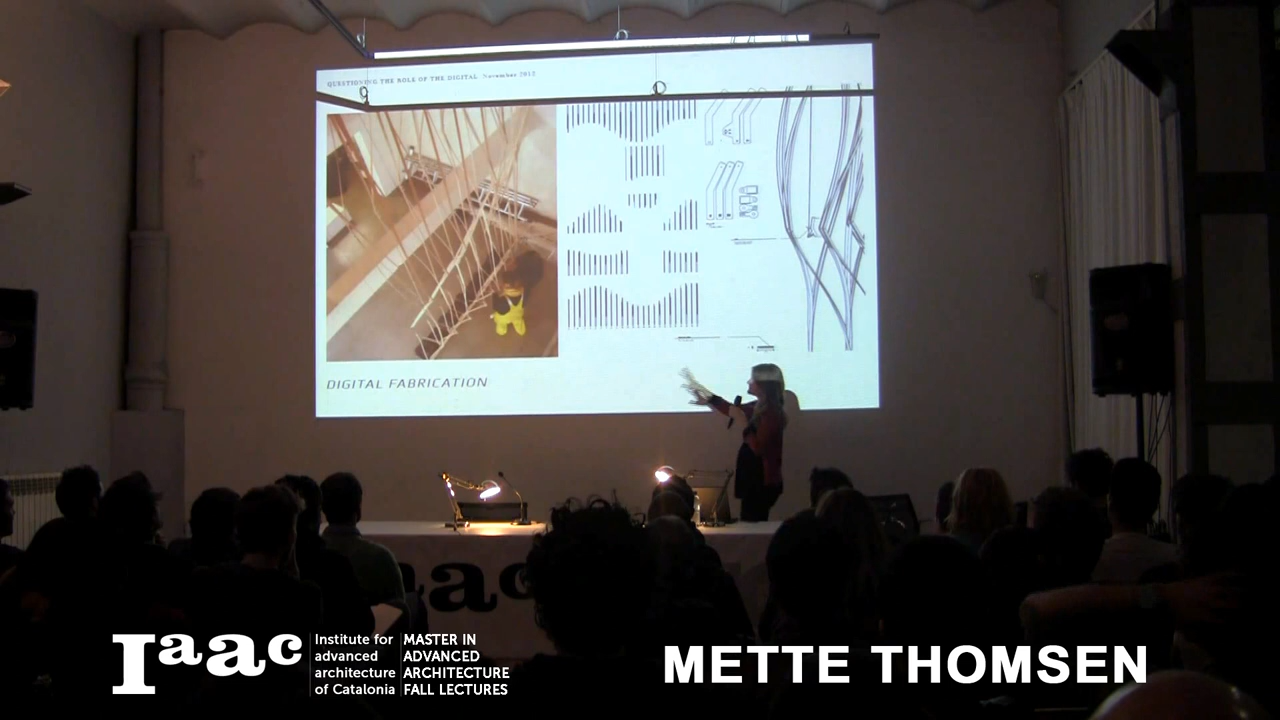 QUESTIONING THE ROLE OF THE DIGITAL November 2012
DIGITAL FABRICATION
aac
Iaac
Institute for
advanced
architecture
of Catalonia
MASTER IN
ADVANCED
ARCHITECTURE
FALL LECTURES
METTE THOMSEN